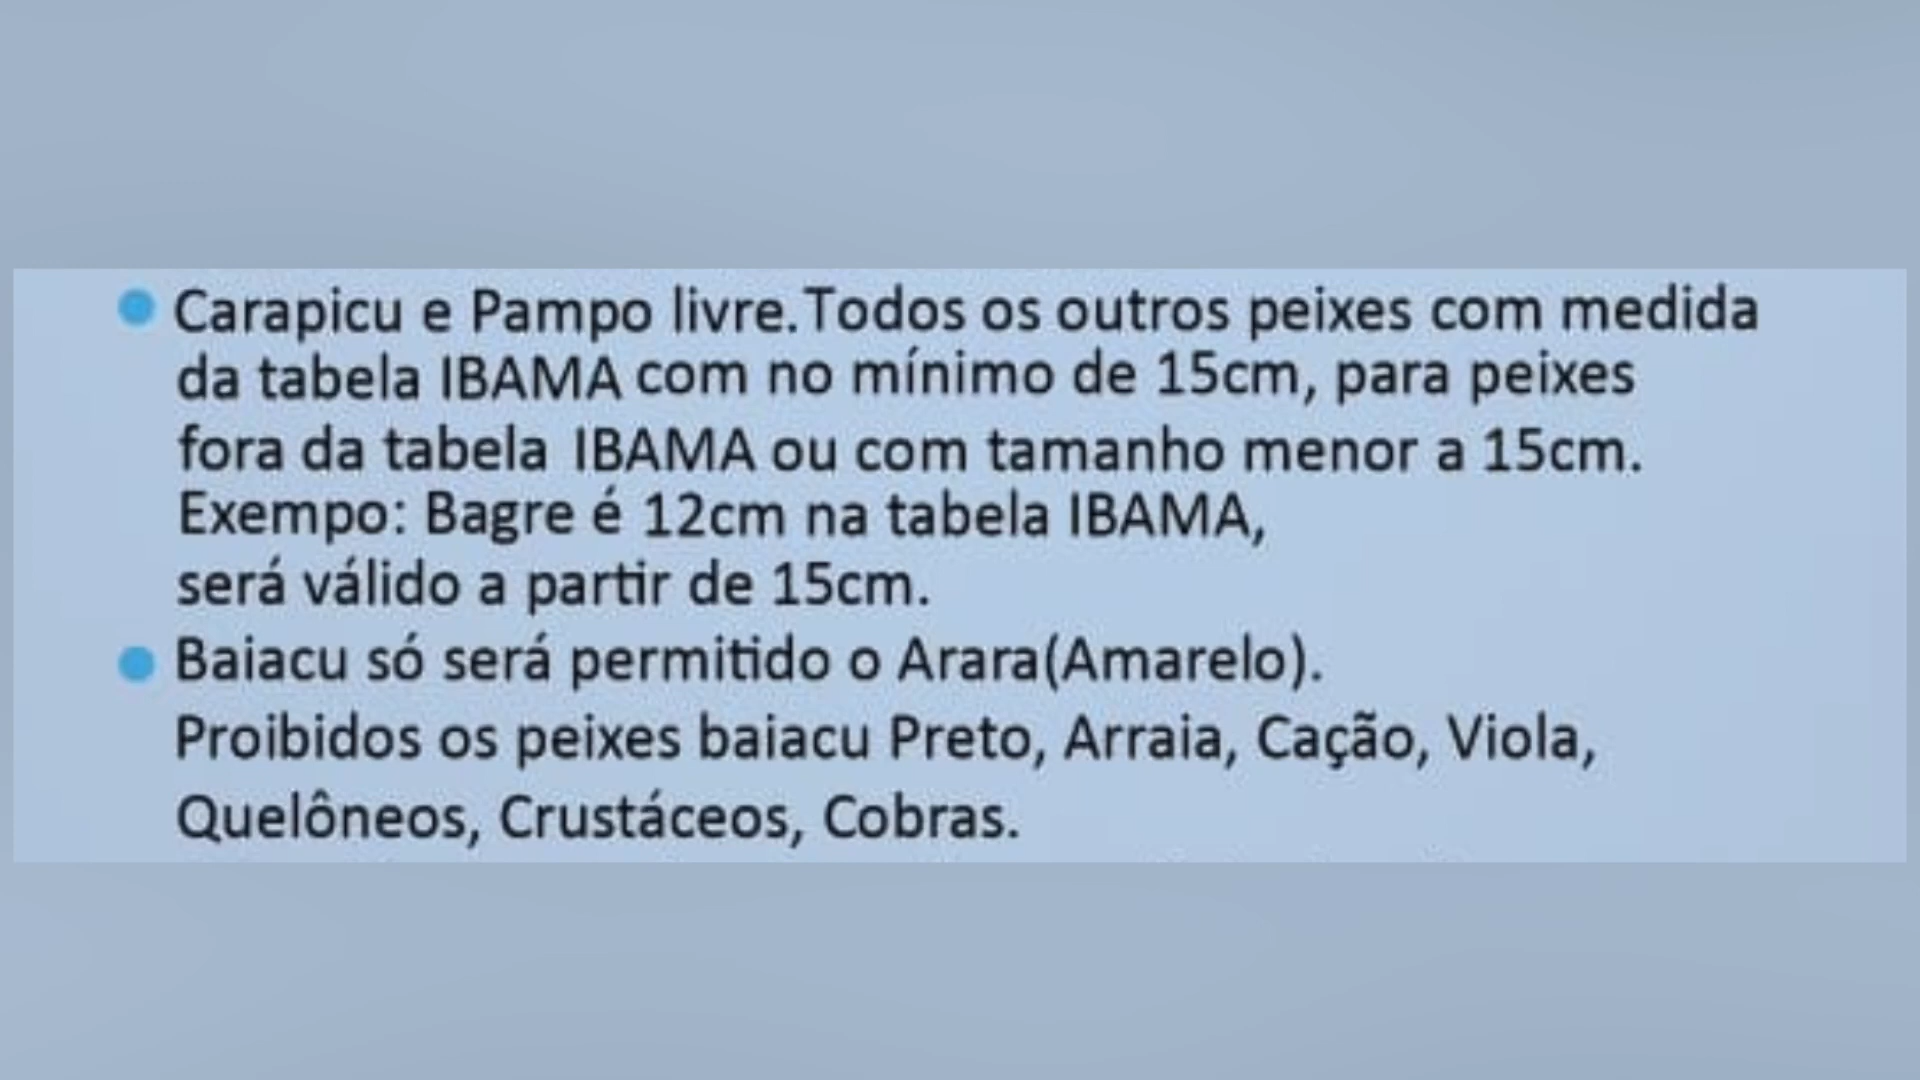 Carapicu e Pampo livre.Todos os outros peixes com medida
da tabela IBAMA com no mínimo de 15cm, para peixes
fora da tabela IBAMA ou com tamanho menor a 15cm.
Exempo: Bagre é 12cm na tabela IBAMA,
será válido a partir de 15cm.
Baiacu só será permitido o Arara(Amarelo).
Proibidos os peixes baiacu Preto, Arraia, Cação, Viola,
Quelôneos, Crustáceos, Cobras.